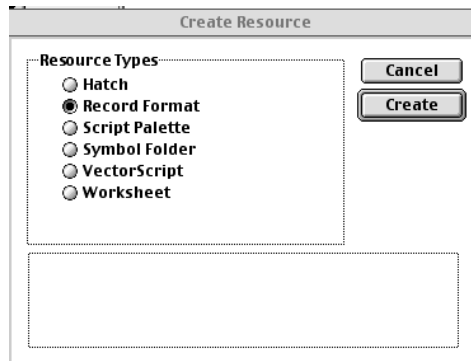 Create Resource
Resource Types
Hatch
Record Format
Script Palette
Symbol Folder
VectorScript
Worksheet
Cancel
Create